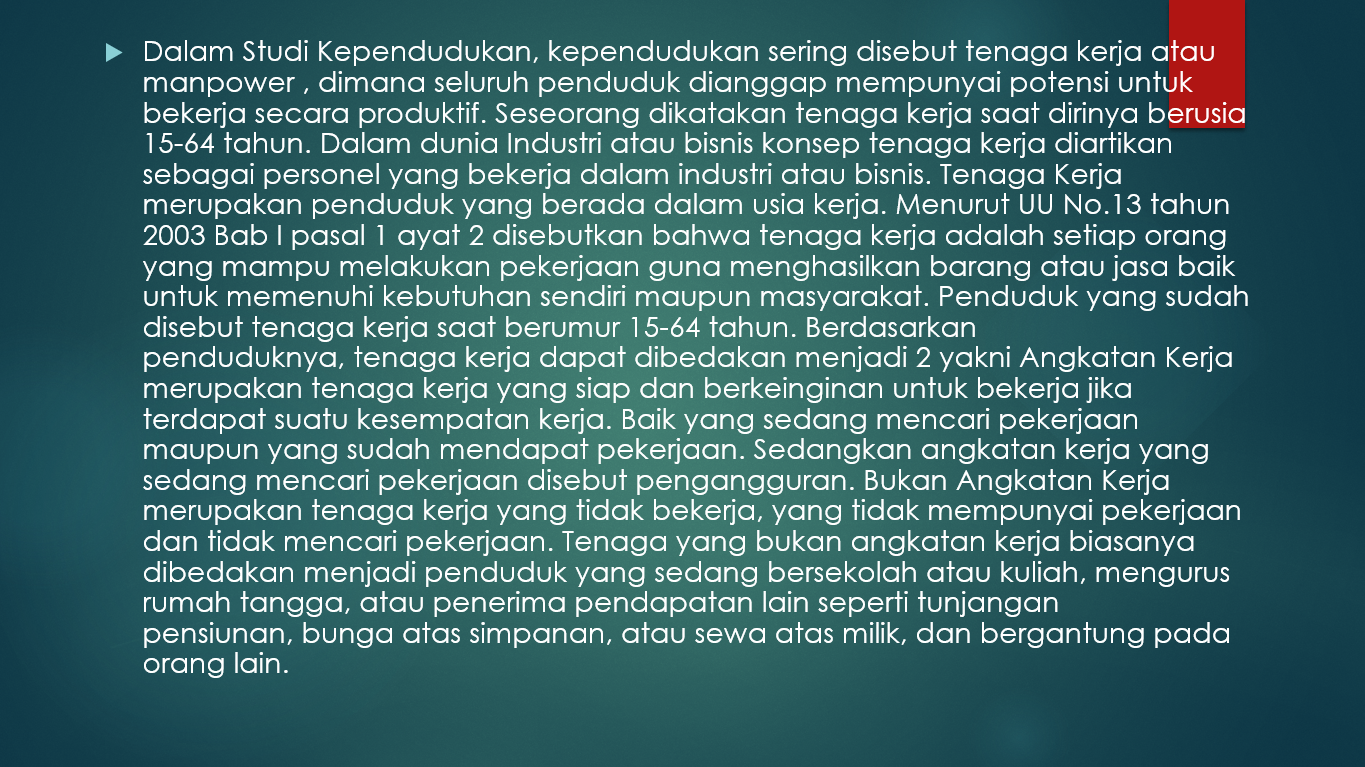 Dalam Studi Kependudukan, kependudukan sering disebut tenaga kerja atau
manpower , dimana seluruh penduduk dianggap mempunyai potensi untuk
bekerja secara produktif. Seseorang dikatakan tenaga kerja saat dirinya berusia
15-64 tahun. Dalam dunia Industri atau bisnis konsep tenaga kerja diartikan
sebagai personel yang bekerja dalam industri atau bisnis. Tenaga Kerja
merupakan penduduk yang berada dalam usia kerja. Menurut UU No.13 tahun
2003 Bab I pasal 1 ayat 2 disebutkan bahwa tenaga kerja adalah setiap orang
yang mampu melakukan pekerjaan guna menghasilkan barang atau jasa baik
untuk memenuhi kebutuhan sendiri maupun masyarakat. Penduduk yang sudah
disebut tenaga kerja saat berumur 15-64 tahun. Berdasarkan
penduduknya, tenaga kerja dapat dibedakan menjadi 2 yakni Angkatan Kerja
merupakan tenaga kerja yang siap dan berkeinginan untuk bekerja jika
terdapat suatu kesempatan kerja. Baik yang sedang mencari pekerjaan
maupun yang sudah mendapat pekerjaan. Sedangkan angkatan kerja yang
sedang mencari pekerjaan disebut pengangguran. Bukan Angkatan Kerja
merupakan tenaga kerja yang tidak bekerja, yang tidak mempunyai pekerjaan
dan tidak mencari pekerjaan. Tenaga yang bukan angkatan kerja biasanya
dibedakan menjadi penduduk yang sedang bersekolah atau kuliah, mengurus
rumah tangga, atau penerima pendapatan lain seperti tunjangan
pensiunan, bunga atas simpanan, atau sewa atas milik, dan bergantung pada
orang lain.